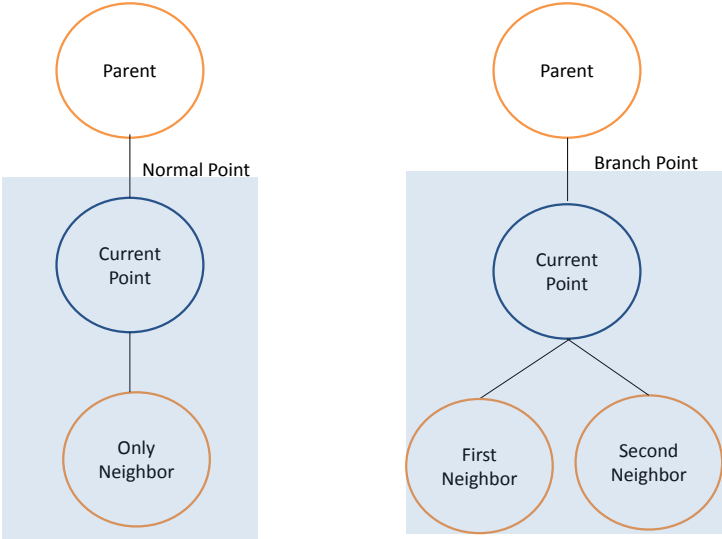 Parent
Normal Point
Current
Point
Only
Neighbor
Parent
Branch Point
Current
Point
First
Neighbor
Second
Neighbor